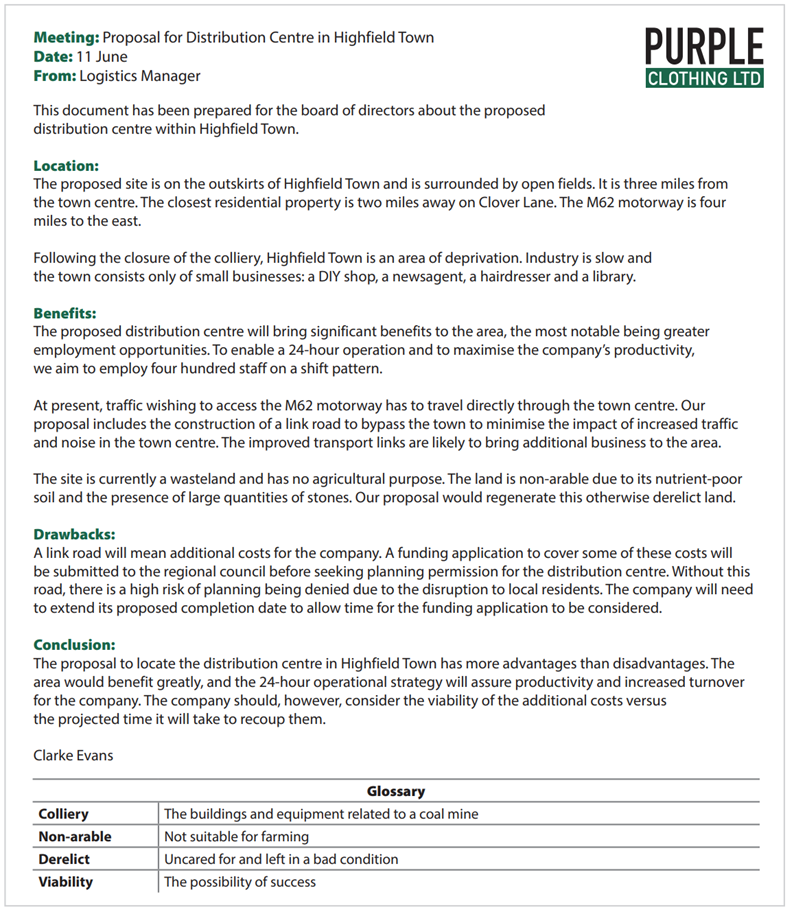 Meeting: Proposal for Distribution Centre in Highfield Town
Date: 11 June
From: Logistics Manager
PURPLE
CLOTHING LTD
This document has been prepared for the board of directors about the proposed
distribution centre within Highfield Town.
Location:
The proposed site is on the outskirts of Highfield Town and is surrounded by open fields. It is three miles from
the town centre. The closest residential property is two miles away on Clover Lane. The M62 motorway is four
miles to the east.
Following the closure of the colliery, Highfield Town is an area of deprivation. Industry is slow and
the town consists only of small businesses: a DIY shop, a newsagent, a hairdresser and a library.
Benefits:
The proposed distribution centre will bring significant benefits to the area, the most notable being greater
employment opportunities. To enable a 24-hour operation and to maximise the company's productivity,
we aim to employ four hundred staff on a shift pattern.
At present, traffic wishing to access the M62 motorway has to travel directly through the town centre. Our
proposal includes the construction of a link road to bypass the town to minimise the impact of increased traffic
and noise in the town centre. The improved transport links are likely to bring additional business to the area.
The site is currently a wasteland and has no agricultural purpose. The land is non-arable due to its nutrient-poor
soil and the presence of large quantities of stones. Our proposal would regenerate this otherwise derelict land.
Drawbacks:
A link road will mean additional costs for the company. A funding application to cover some of these costs will
be submitted to the regional council before seeking planning permission for the distribution centre. Without this
road, there is a high risk of planning being denied due to the disruption to local residents. The company will need
to extend its proposed completion date to allow time for the funding application to be considered.
Conclusion:
The proposal to locate the distribution centre in Highfield Town has more advantages than disadvantages. The
area would benefit greatly, and the 24-hour operational strategy will assure productivity and increased turnover
for the company. The company should, however, consider the viability of the additional costs versus
the projected time it will take to recoup them.
Clarke Evans
Glossary
Colliery The buildings and equipment related to a coal mine
Non-arable Not suitable for farming
Derelict Uncared for and left in a bad condition
Viability The possibility of success